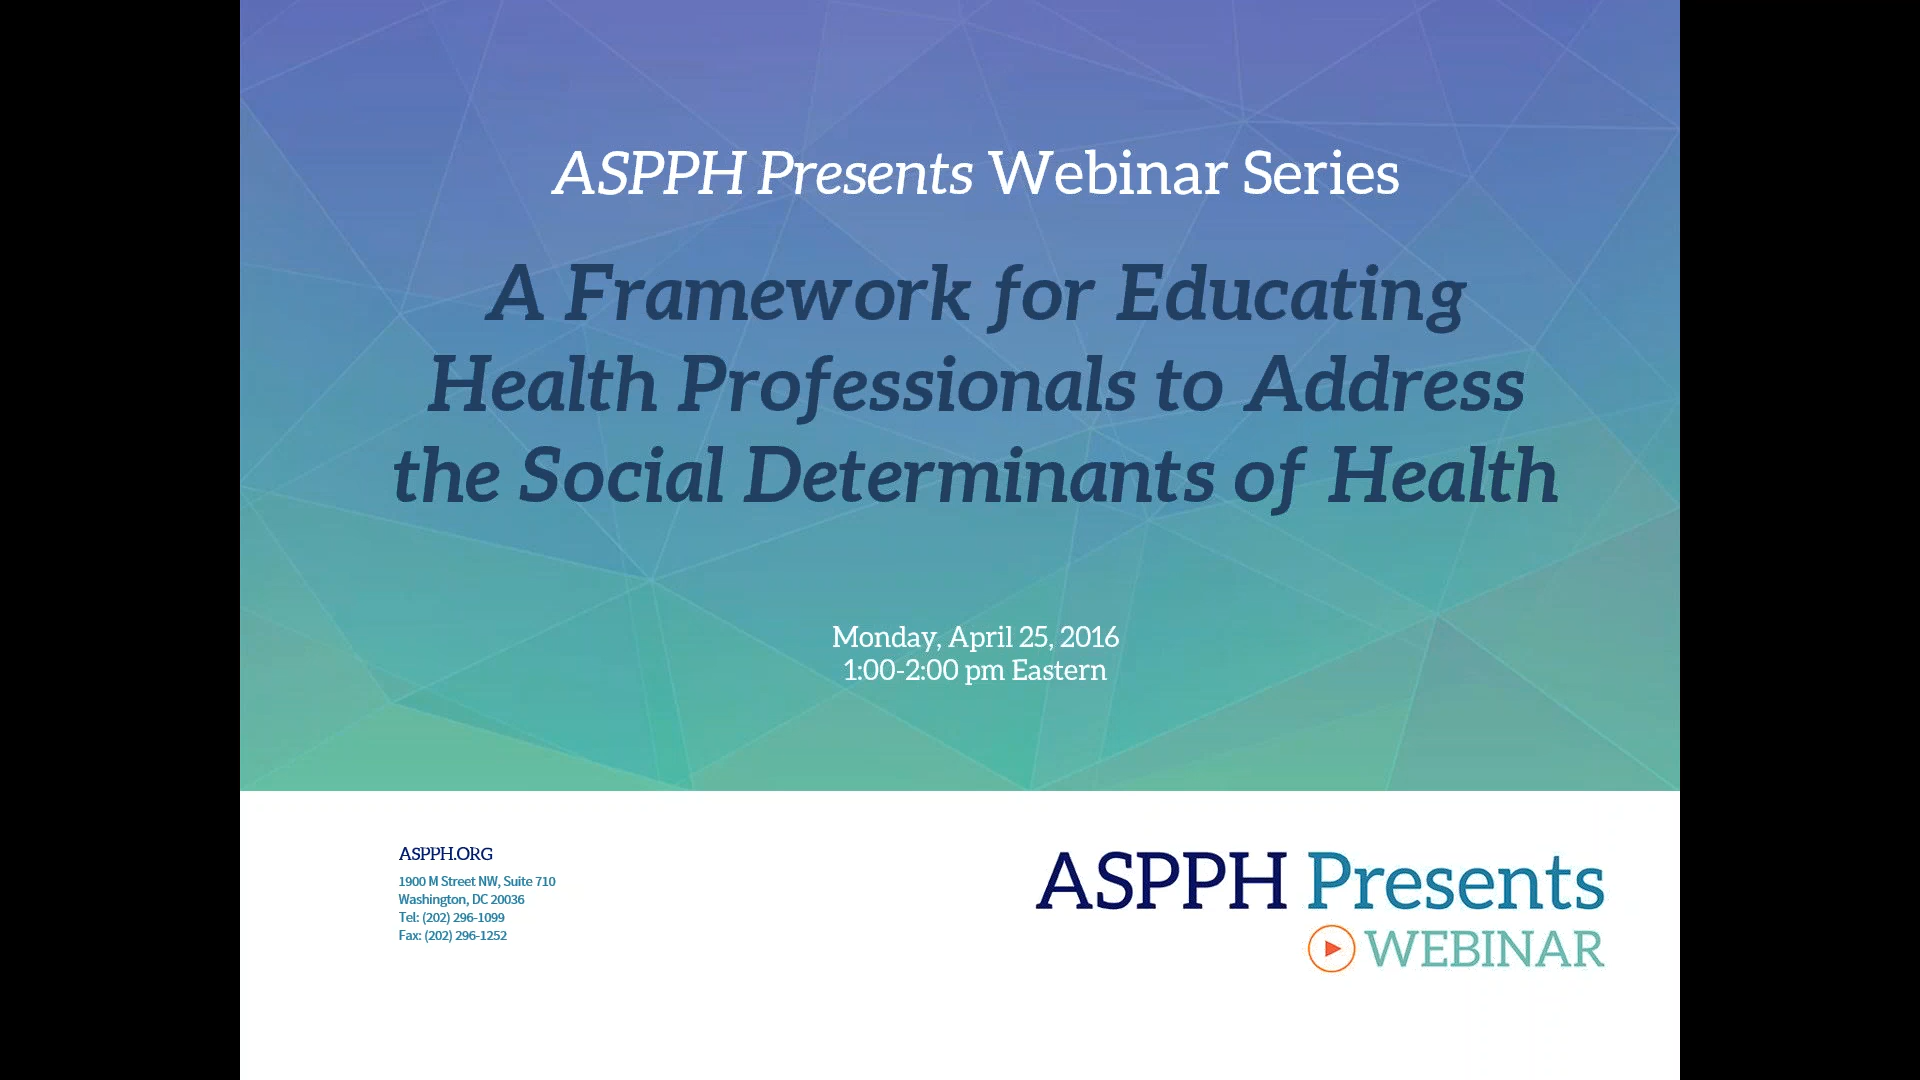 ASPPH Presents Webinar Series
A Framework for Educating
Health Professionals to Address
the Social Determinants of Health
Monday, April 25, 2016
1:00-2:00 pm Eastern
ASPPH.ORG
1900 M Street NW, Suite 710
Washington, DC 20036
Tel: (202) 296-1099
Fax: (202) 296-1252
ASPPH Presents
WEBINAR